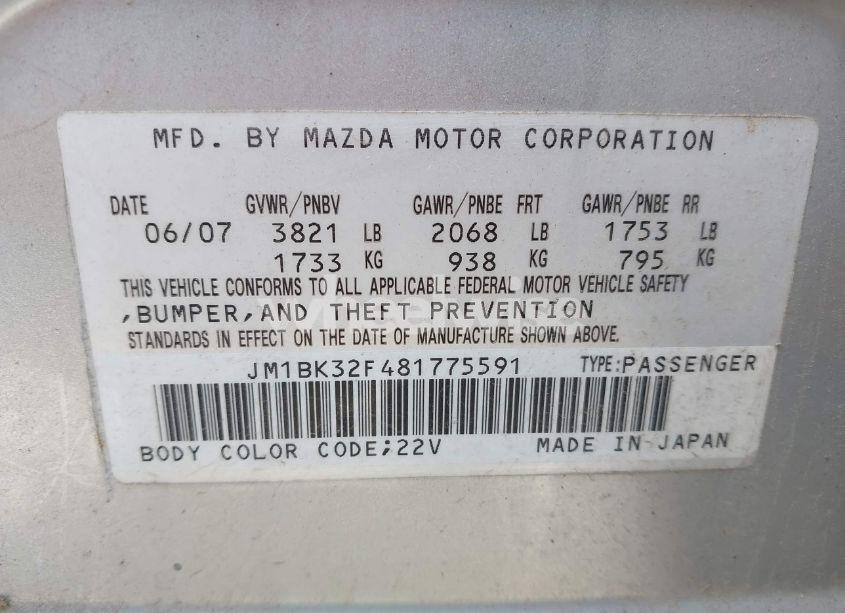 MFD. BY MAZDA MOTOR CORPORATION
DATE GVWR/PNBV GAWR/PNBE FRT GAWR/PNBE RR
06/07 3821 LB 2068 LB 1753 LB
1733 KG 938 KG 795 KG
THIS VEHICLE CONFORMS TO ALL APPLICABLE FEDERAL MOTOR VEHICLE SAFETY
,BUMPER,AND THEFT PREVENTION
STANDARDS IN EFFECT ON THE DATE OF MANUFACTURE SHOWN ABOVE.
JM1BK32F481775591 TYPE:PASSENGER
BODY COLOR CODE;22V MADE IN JAPAN